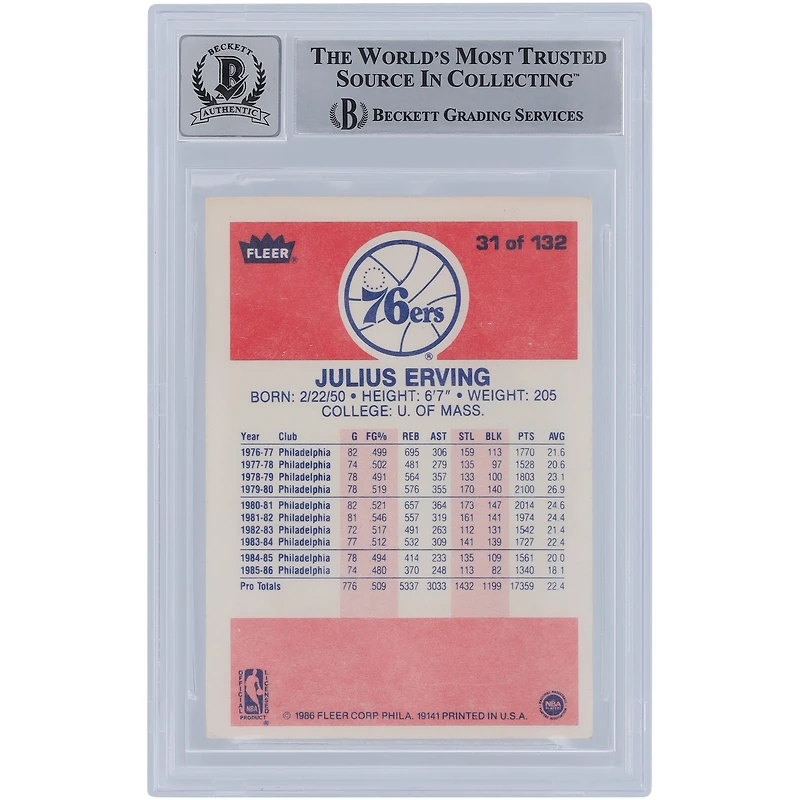 BECKETT
B
AUTHENTIC
THE WORLD'S MOST TRUSTED
SOURCE IN COLLECTING™
B BECKETT GRADING SERVICES
FLEER®
31 of 132
76ers
®
JULIUS ERVING
BORN: 2/22/50 • HEIGHT: 6'7" • WEIGHT: 205
COLLEGE: U. OF MASS.
Year Club G FG% REB AST STL BLK PTS AVG
1976-77 Philadelphia 82 .499 695 306 159 113 1770 21.6
1977-78 Philadelphia 74 .502 481 279 135 97 1528 20.6
1978-79 Philadelphia 78 .491 564 357 133 100 1803 23.1
1979-80 Philadelphia 78 .519 576 355 170 140 2100 26.9
1980-81 Philadelphia 82 .521 657 364 173 147 2014 24.6
1981-82 Philadelphia 81 .546 557 319 161 141 1974 24.4
1982-83 Philadelphia 72 .517 491 263 112 131 1542 21.4
1983-84 Philadelphia 77 .512 532 309 141 139 1727 22.4
1984-85 Philadelphia 78 .494 414 233 135 109 1561 20.0
1985-86 Philadelphia 74 .480 370 248 113 82 1340 18.1
Pro Totals 776 .509 5337 3033 1432 1199 17359 22.4
OFFICIAL LICENSED
NBA
PRODUCT ®
© 1986 FLEER CORP. PHILA. 19141 PRINTED IN U.S.A.
NBA
PLAYERS